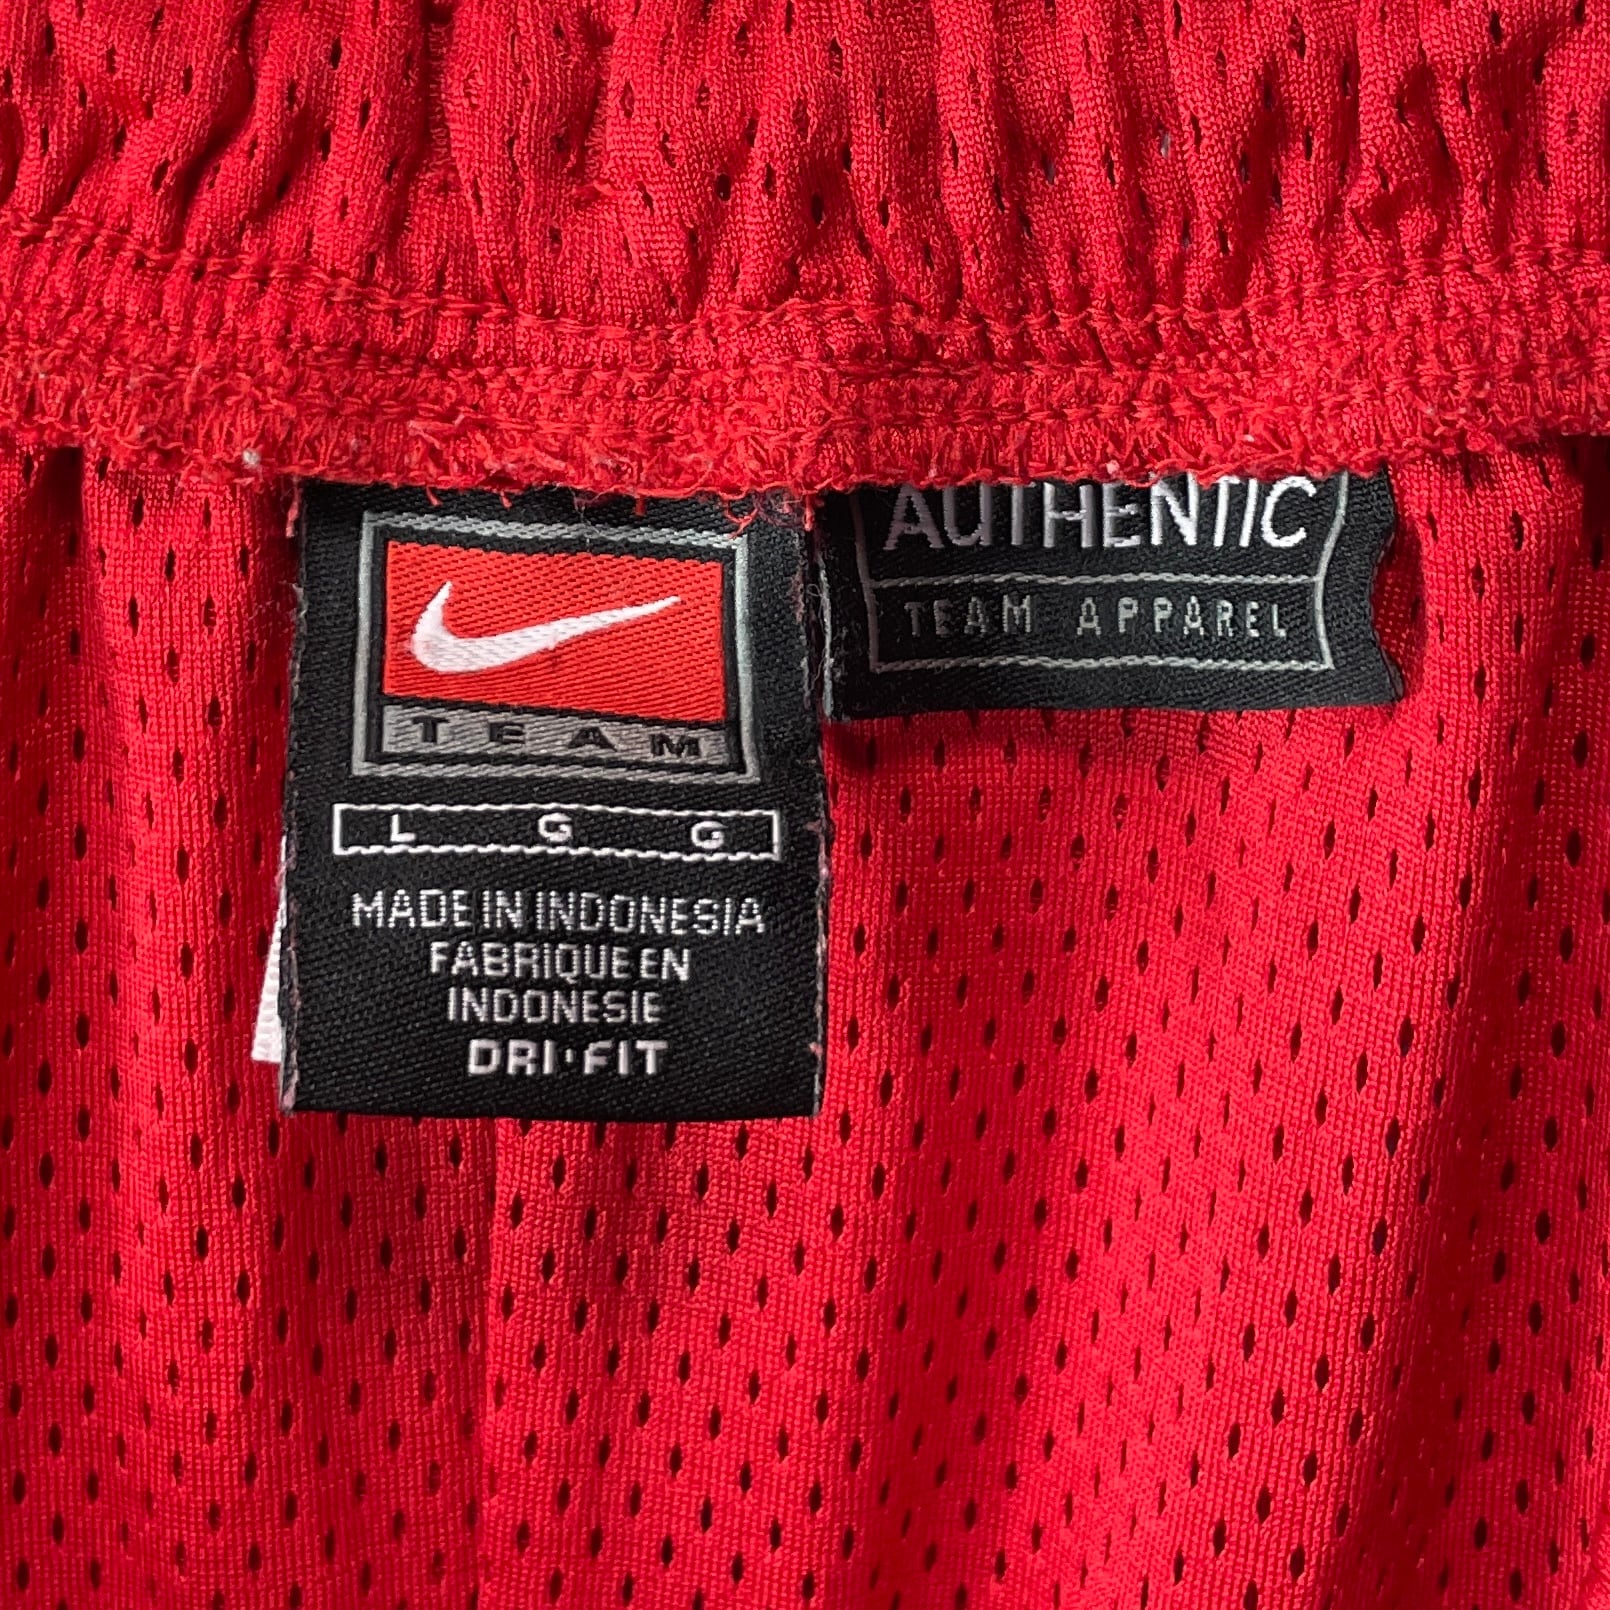 TEAM
L G G
MADE IN INDONESIA
FABRIQUE EN
INDONESIE
DRI·FIT
AUTHENTIC
TEAM APPAREL